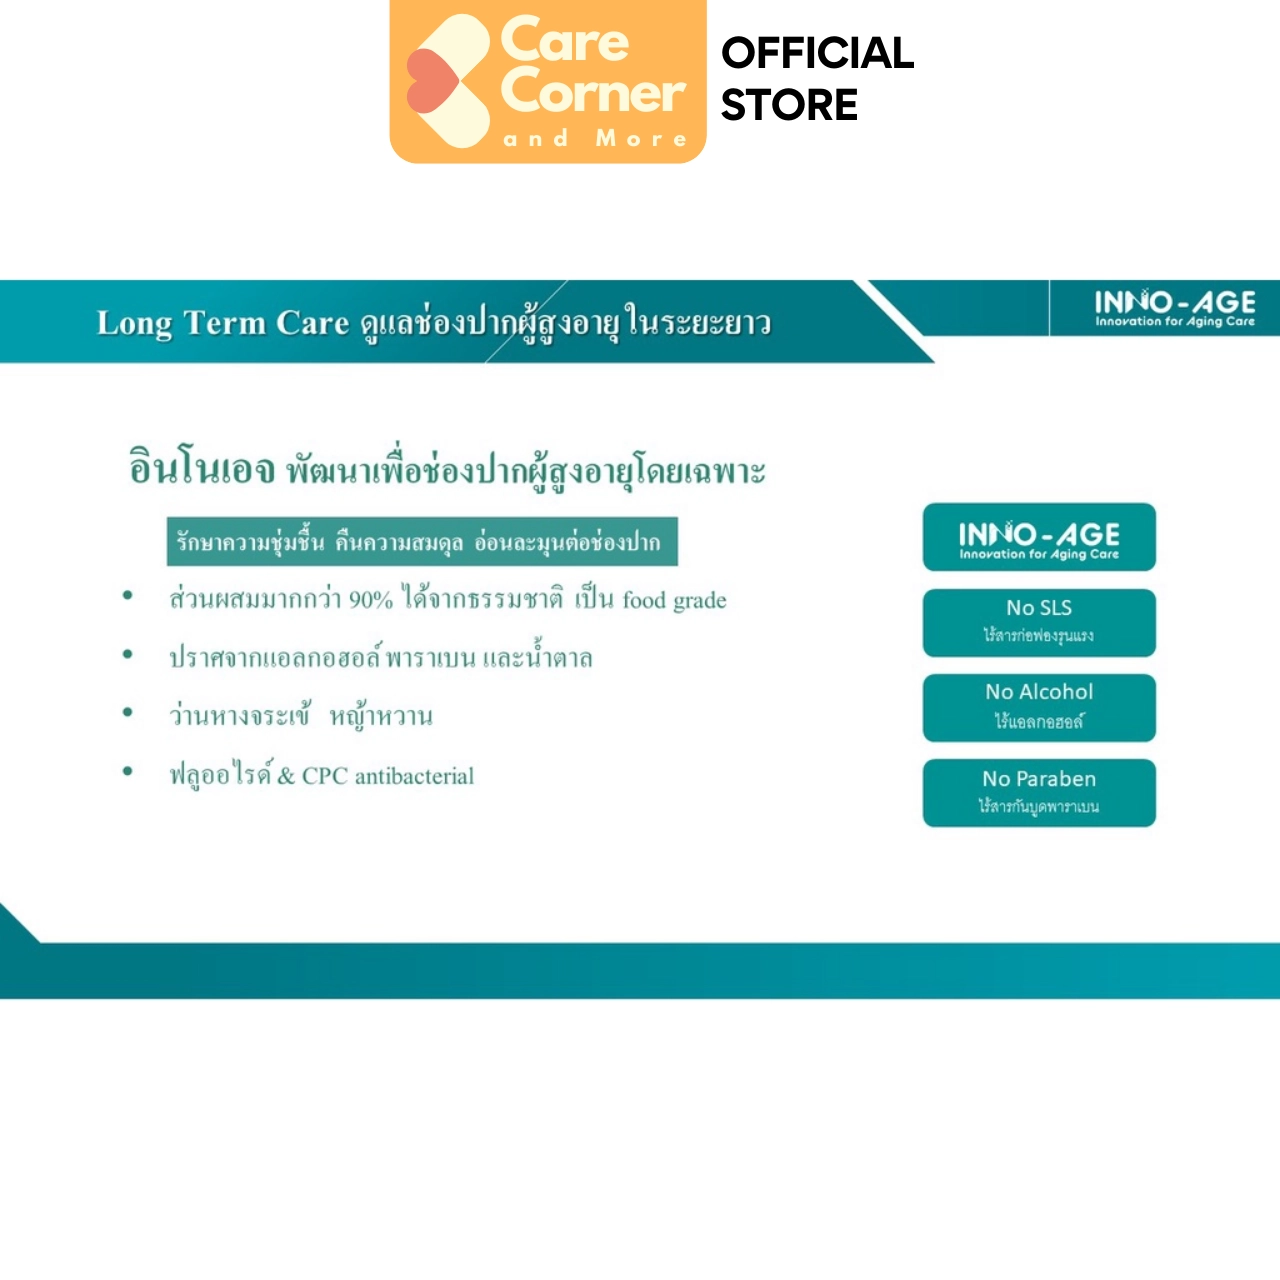 Care
Corner
and More
OFFICIAL
STORE
Long Term Care ดูแลช่องปากผู้สูงอายุในระยะยาว
INNO-AGE
Innovation for Aging Care
อินโนเอจ พัฒนาเพื่อช่องปากผู้สูงอายุโดยเฉพาะ
รักษาความชุ่มชื้น คืนความสมดุล อ่อนละมุนต่อช่องปาก
• ส่วนผสมมากกว่า 90% ได้จากธรรมชาติ เป็น food grade
• ปราศจากแอลกอฮอล์ พาราเบน และน้ำตาล
• ว่านหางจระเข้ หญ้าหวาน
• ฟลูออไรด์ & CPC antibacterial
INNO-AGE
Innovation for Aging Care
No SLS
ไร้สารก่อฟองรุนแรง
No Alcohol
ไร้แอลกอฮอล์
No Paraben
ไร้สารกันบูดพาราเบน